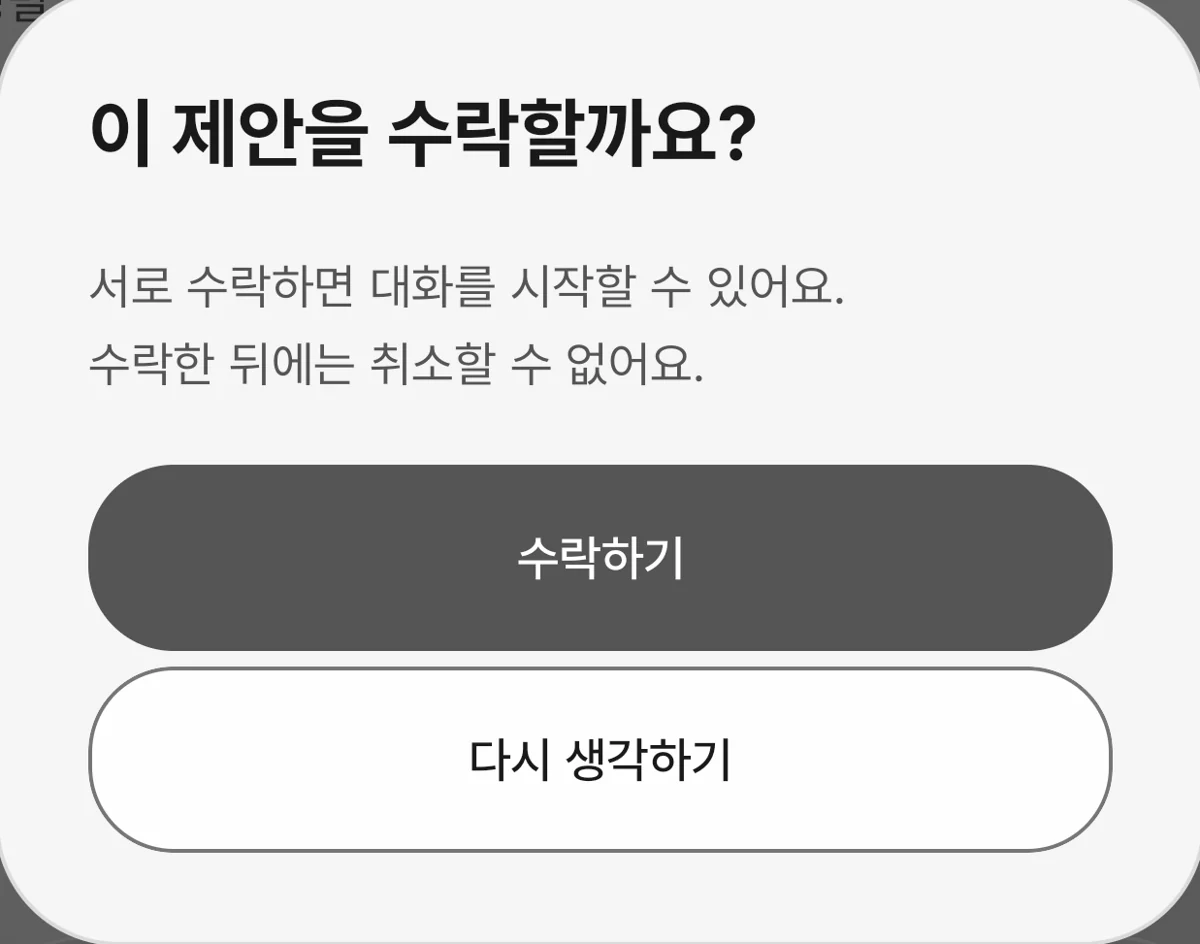 이 제안을 수락할까요?
서로 수락하면 대화를 시작할 수 있어요.
수락한 뒤에는 취소할 수 없어요.
수락하기
다시 생각하기